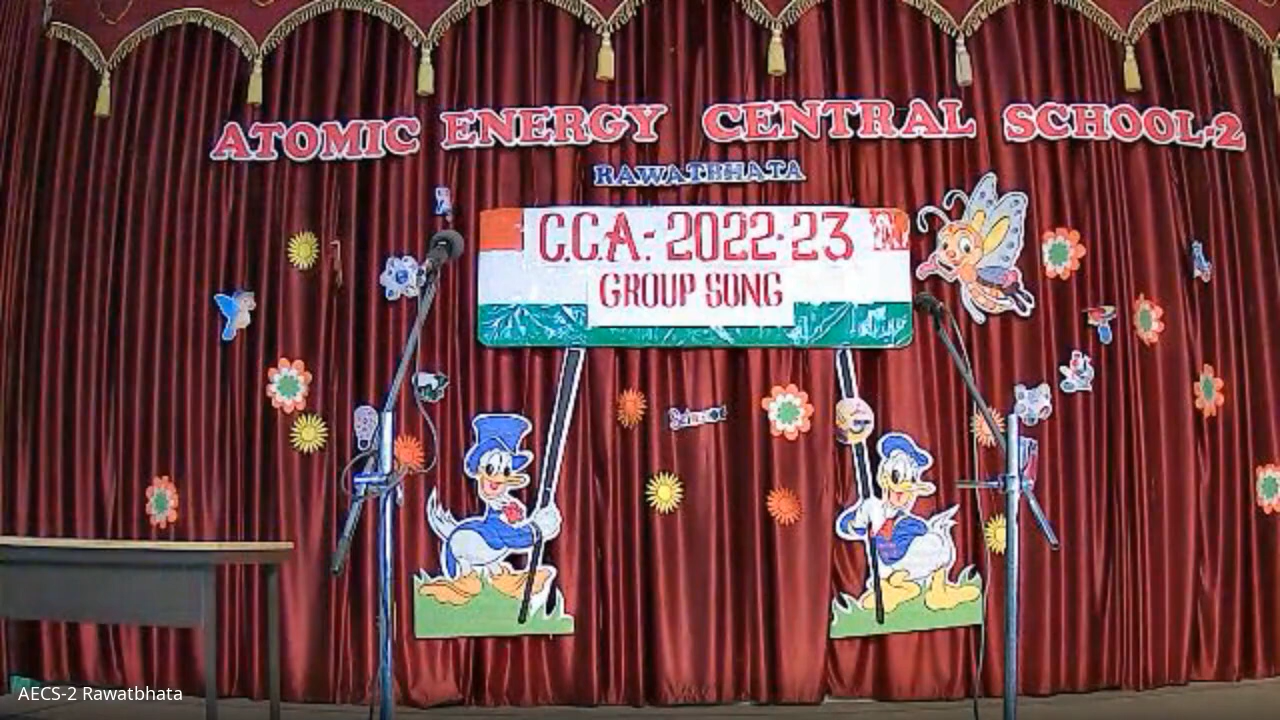 ATOMIC ENERGY CENTRAL SCHOOL-2
RAWATBHATA
C.C.A:- 2022-23
GROUP SONG
AECS-2 Rawatbhata